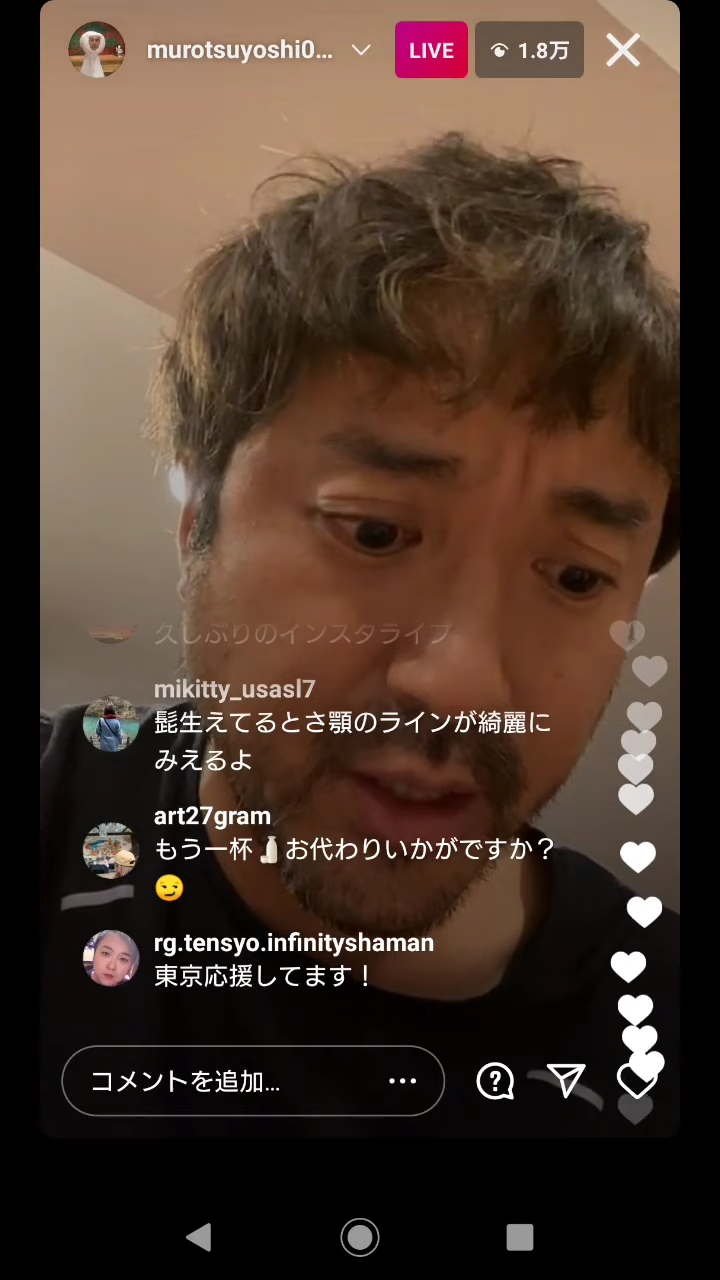 murotsuyoshi0...
LIVE
1.8万
久しぶりのインスタライブ
mikitty_usasl7
髭生えてるとさ顎のラインが綺麗に
みえるよ
art27gram
もう一杯🍶お代わりいかがですか？
😏
rg.tensyo.infinityshaman
東京応援してます！
コメントを追加...